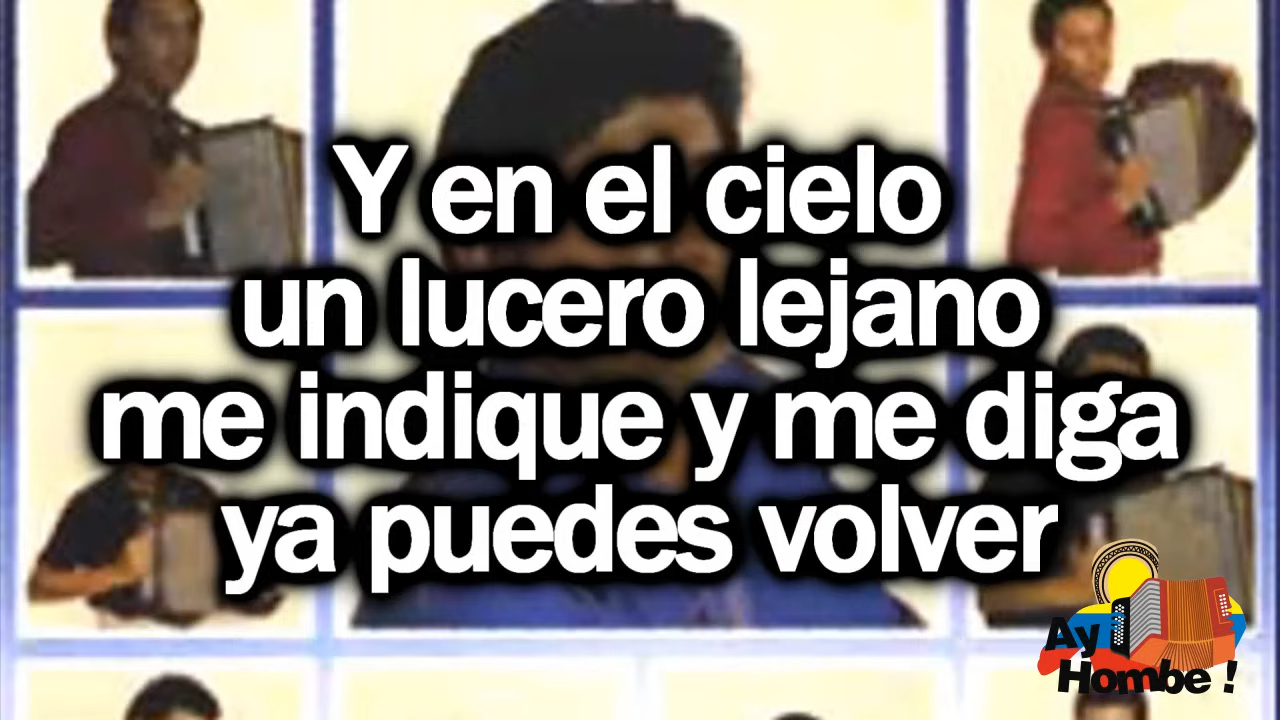 Y en el cielo
un lucero lejano
me indique y me diga
ya puedes volver
Ay
Hombe !